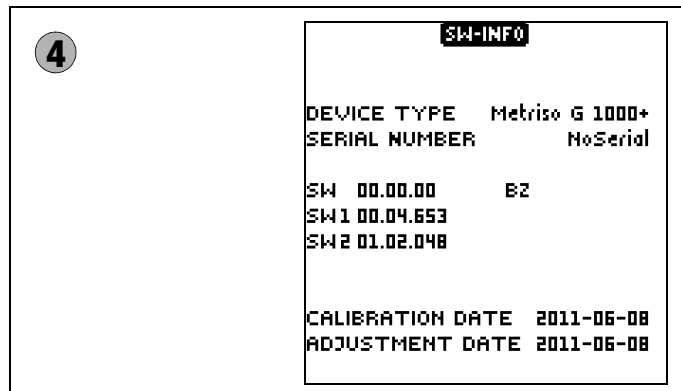 4
SW-INFO
DEVICE TYPE Metriso G 1000+
SERIAL NUMBER NoSerial
SW 00.00.00 BZ
SW1 00.04.653
SW2 01.02.048
CALIBRATION DATE 2011-06-08
ADJUSTMENT DATE 2011-06-08